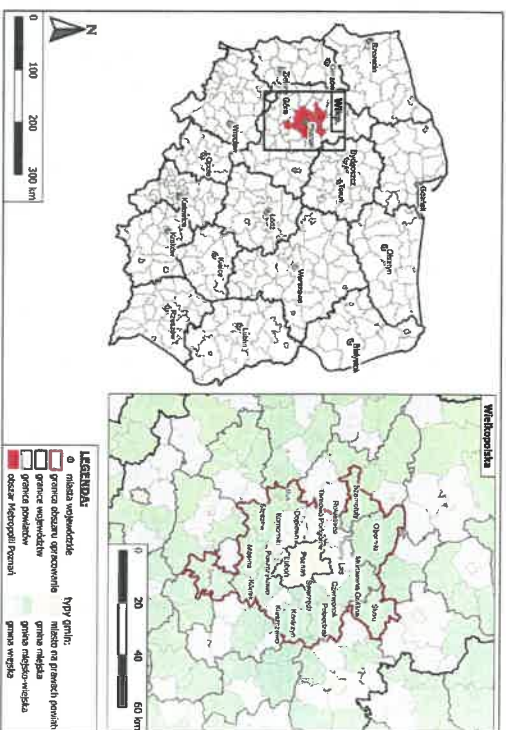 N
0 100 200 300 km
Szczecin
Gdańsk
Olsztyn
Białystok
Bydgoszcz
Toruń
Zielona
Góra
Warszawa
Łódź
Wrocław
Opole
Katowice
Kielce
Kraków
Lublin
Rzeszów
Wielkopolska
Szamotuły
Oborniki
Skoki
Murowana Goślina
Rokietnica
Tarnowo Podgórne
Czerwonak
Pobiedziska
Poznań
Swarzędz
Dopiewo
Komorniki
Luboń
Kostrzyn
Kleszczewo
Puszczykowo
Stęszew
Mosina
Kórnik
0 20 40 60 km
LEGENDA:
miasta wojewódzkie
granica obszaru opracowania
granice województw
granice powiatów
obszar Metropolii Poznań
typy gmin:
miasto na prawach powiatu
gmina miejska
gmina miejsko-wiejska
gmina wiejska